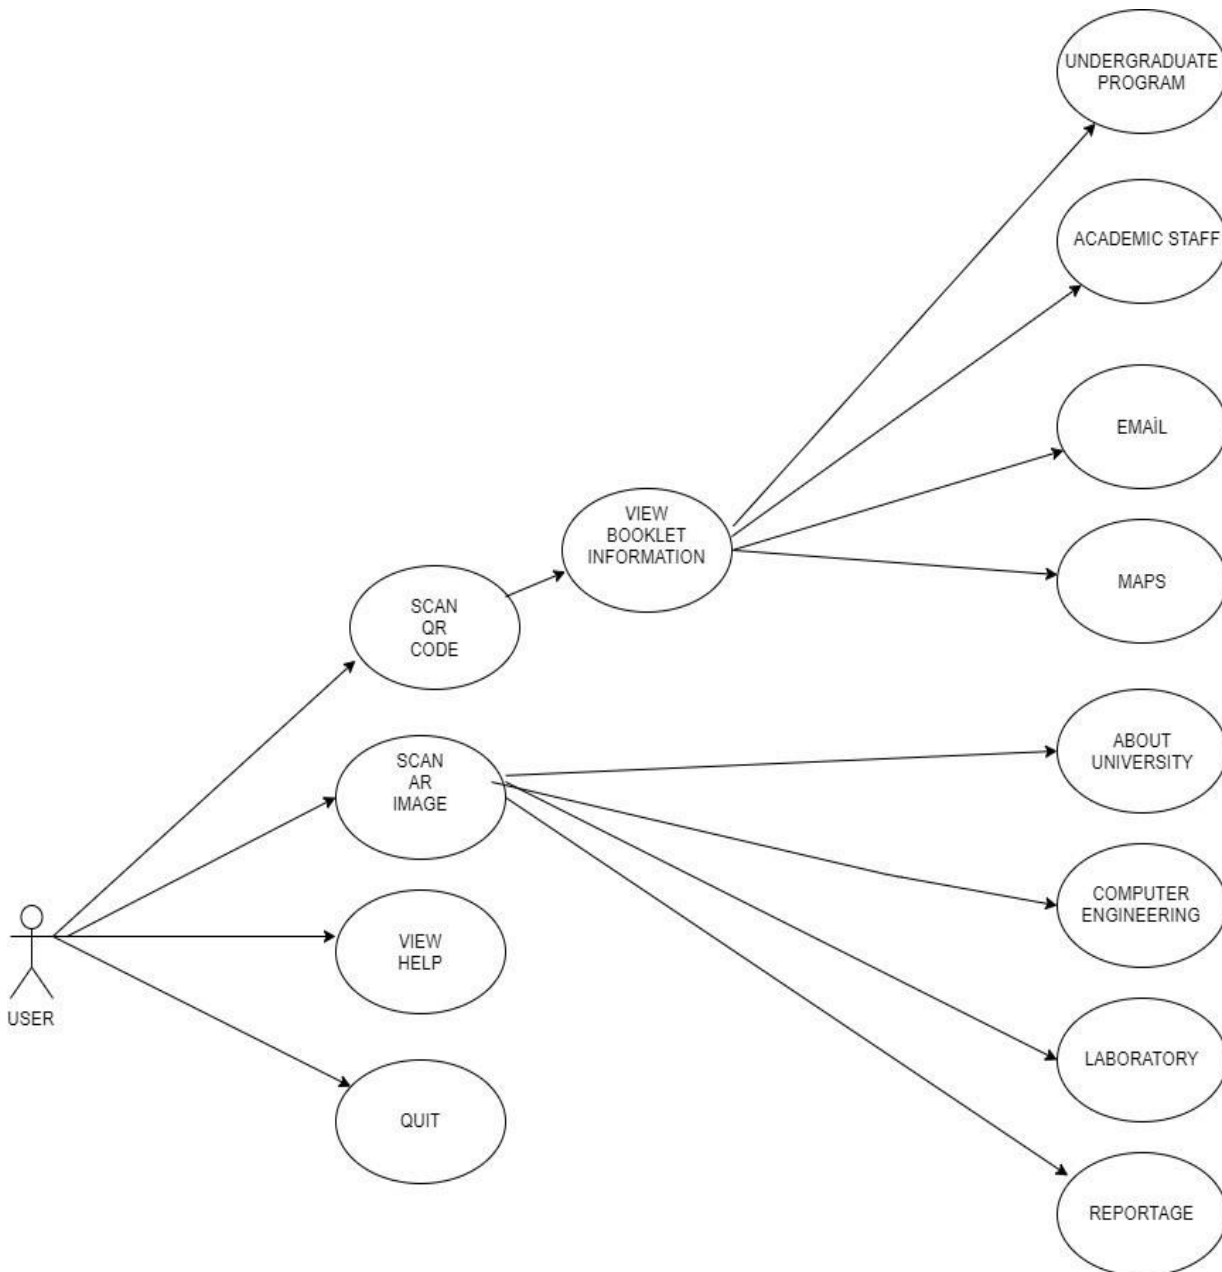 UNDERGRADUATE
PROGRAM
ACADEMIC STAFF
EMAİL
VIEW
BOOKLET
INFORMATION
MAPS
SCAN
QR
CODE
SCAN
AR
IMAGE
ABOUT
UNIVERSITY
COMPUTER
ENGINEERING
VIEW
HELP
USER
LABORATORY
QUIT
REPORTAGE